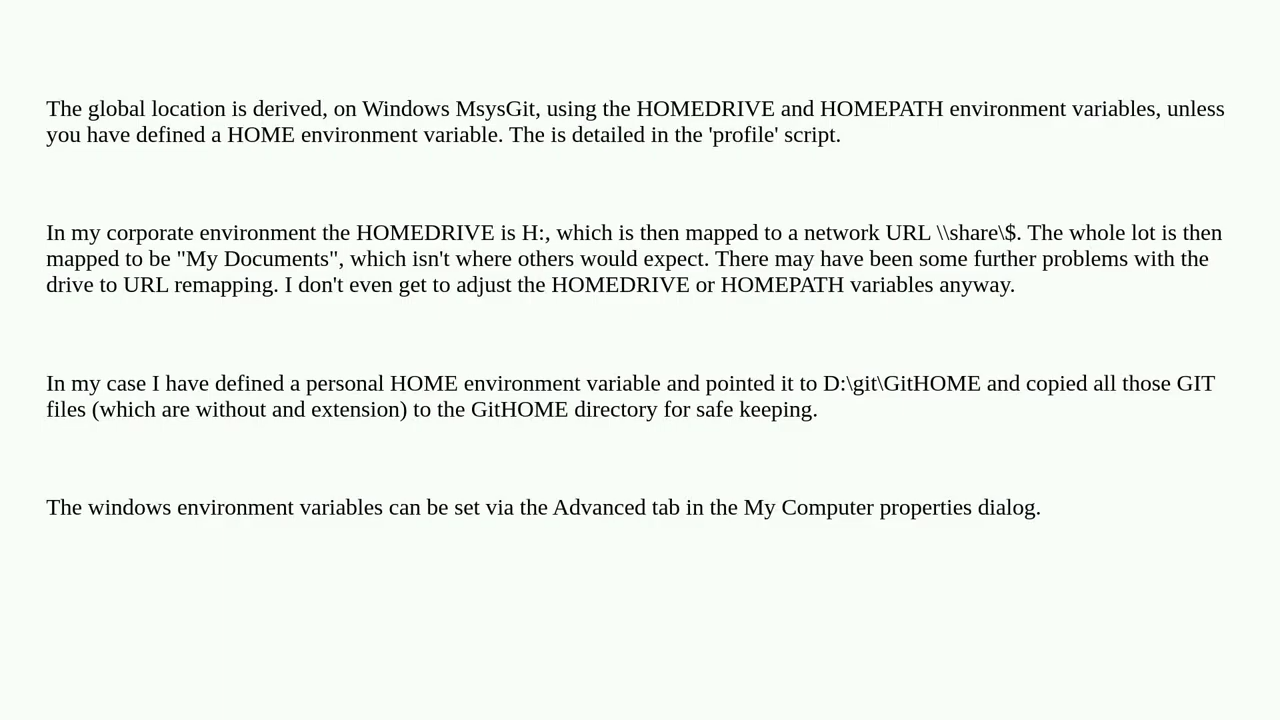 The global location is derived, on Windows MsysGit, using the HOMEDRIVE and HOMEPATH environment variables, unless
you have defined a HOME environment variable. The is detailed in the 'profile' script.
In my corporate environment the HOMEDRIVE is H:, which is then mapped to a network URL \\share\$. The whole lot is then
mapped to be "My Documents", which isn't where others would expect. There may have been some further problems with the
drive to URL remapping. I don't even get to adjust the HOMEDRIVE or HOMEPATH variables anyway.
In my case I have defined a personal HOME environment variable and pointed it to D:\git\GitHOME and copied all those GIT
files (which are without and extension) to the GitHOME directory for safe keeping.
The windows environment variables can be set via the Advanced tab in the My Computer properties dialog.